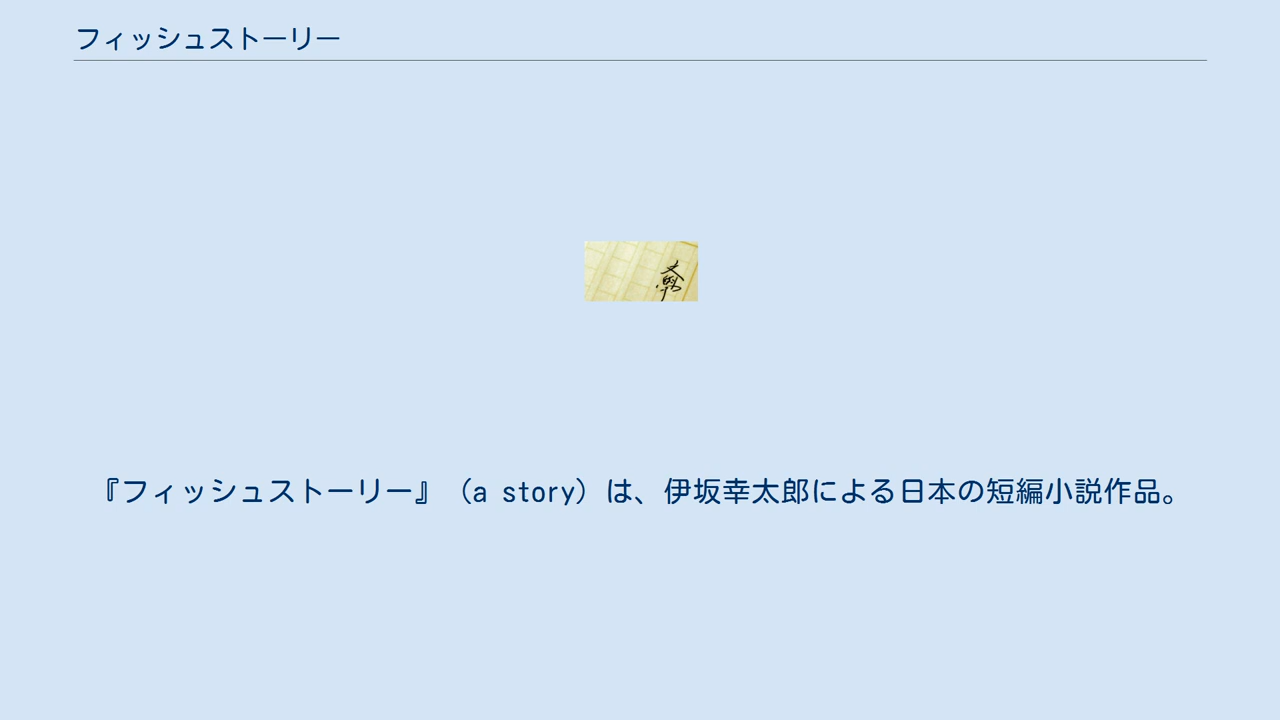 フィッシュストーリー
『フィッシュストーリー』（a story）は、伊坂幸太郎による日本の短編小説作品。